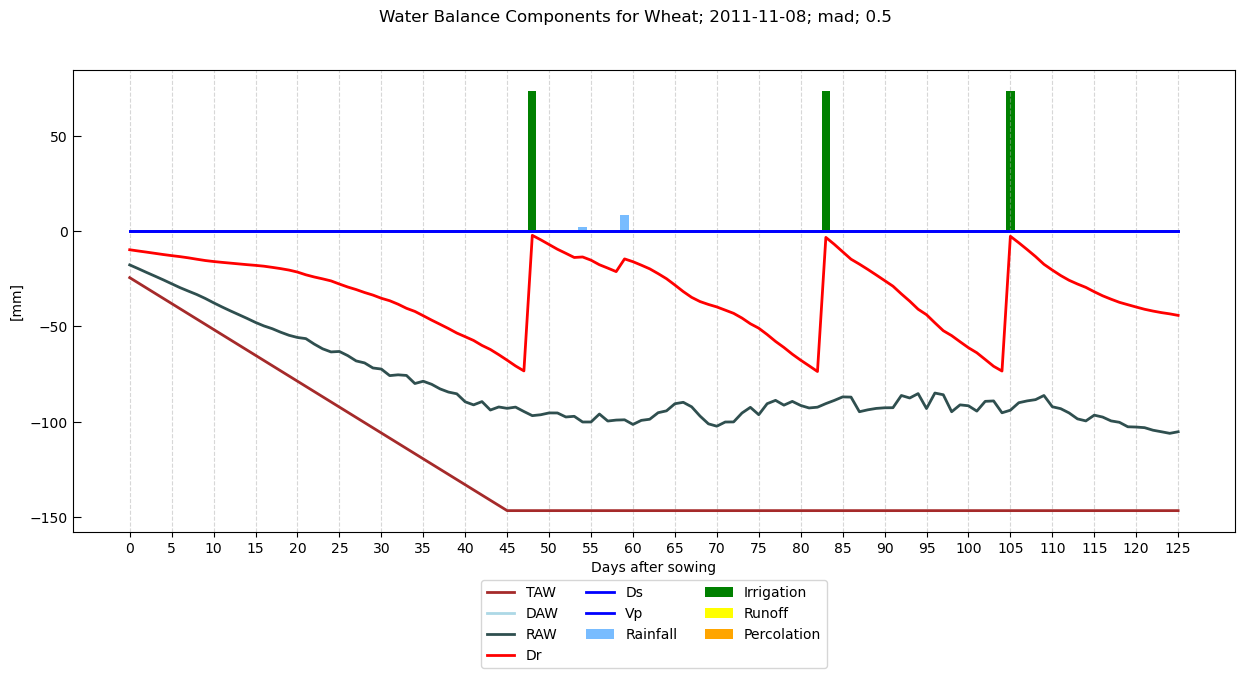 Water Balance Components for Wheat; 2011-11-08; mad; 0.5
[mm]
50
0
−50
−100
−150
0 5 10 15 20 25 30 35 40 45 50 55 60 65 70 75 80 85 90 95 100 105 110 115 120 125
Days after sowing
TAW Ds Irrigation
DAW Vp Runoff
RAW Rainfall Percolation
Dr